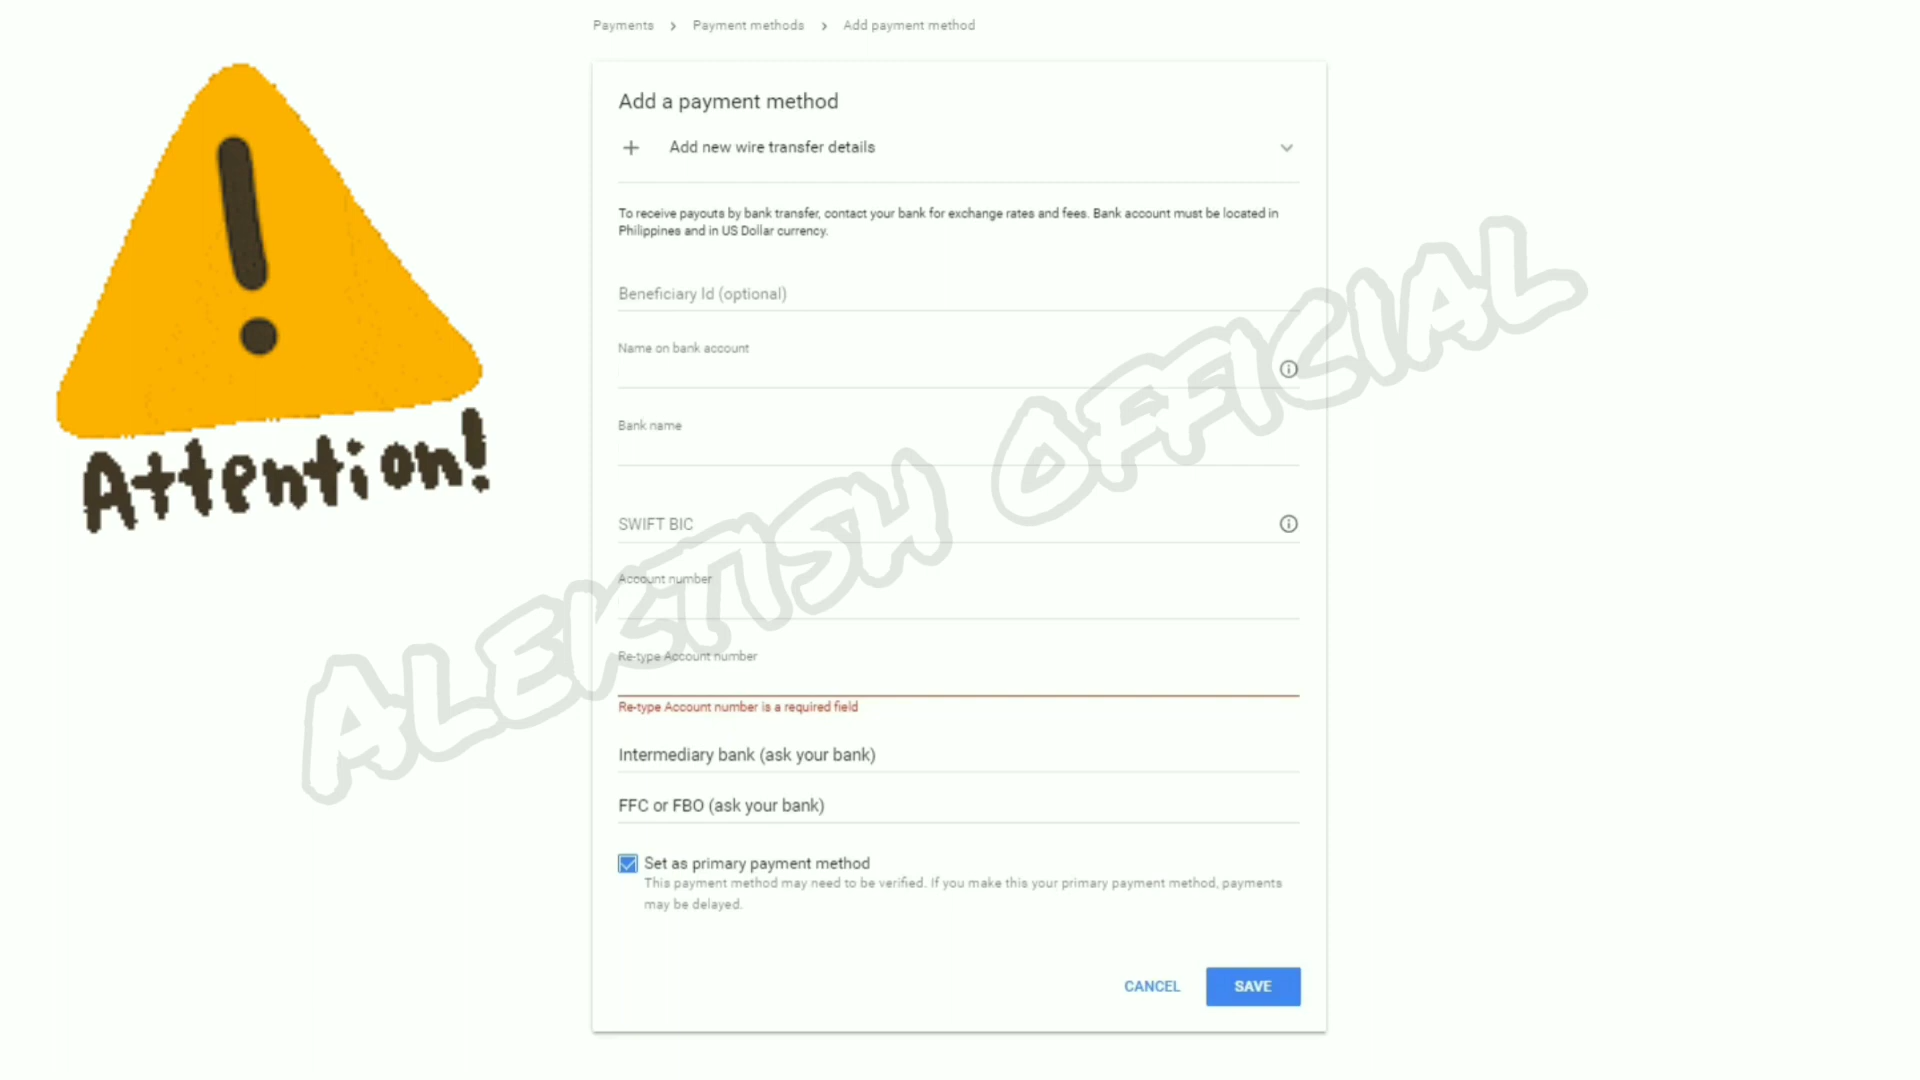 Payments > Payment methods > Add payment method
Add a payment method
+ Add new wire transfer details
To receive payouts by bank transfer, contact your bank for exchange rates and fees. Bank account must be located in
Philippines and in US Dollar currency.
Beneficiary Id (optional)
Name on bank account
Bank name
SWIFT BIC
Account number
Re-type Account number
Re-type Account number is a required field
Intermediary bank (ask your bank)
FFC or FBO (ask your bank)
Set as primary payment method
This payment method may need to be verified. If you make this your primary payment method, payments
may be delayed.
CANCEL SAVE
Attention!
ALEKTISH OFFICIAL